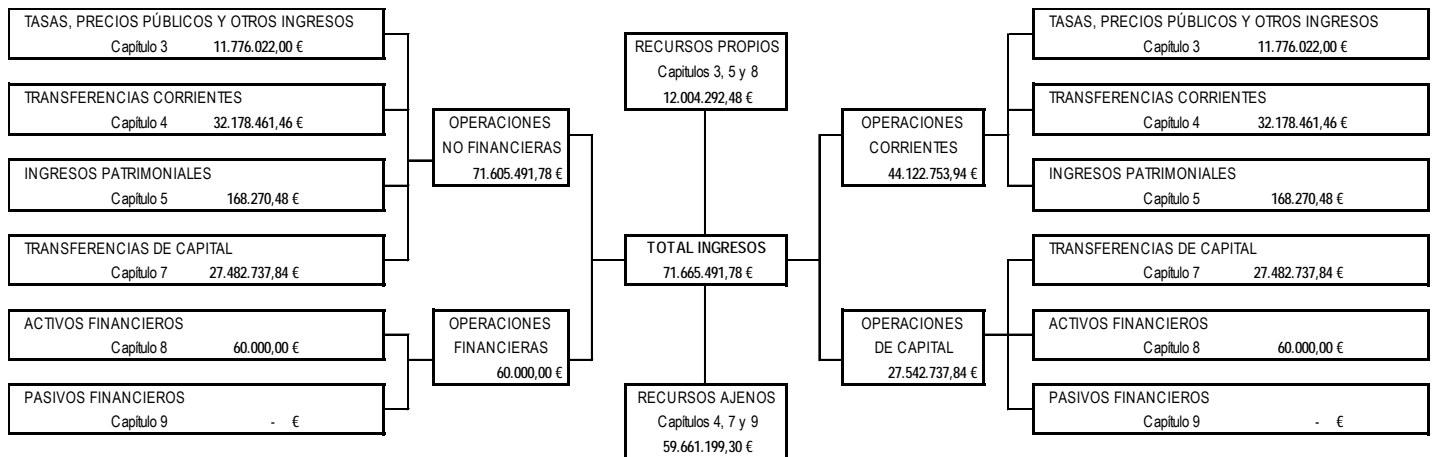 TASAS, PRECIOS PÚBLICOS Y OTROS INGRESOS
Capítulo 3 11.776.022,00 €
TRANSFERENCIAS CORRIENTES
Capítulo 4 32.178.461,46 €
INGRESOS PATRIMONIALES
Capítulo 5 168.270,48 €
TRANSFERENCIAS DE CAPITAL
Capítulo 7 27.482.737,84 €
ACTIVOS FINANCIEROS
Capítulo 8 60.000,00 €
PASIVOS FINANCIEROS
Capítulo 9 - €
OPERACIONES
NO FINANCIERAS
71.605.491,78 €
OPERACIONES
FINANCIERAS
60.000,00 €
RECURSOS PROPIOS
Capítulos 3, 5 y 8
12.004.292,48 €
TOTAL INGRESOS
71.665.491,78 €
RECURSOS AJENOS
Capítulos 4, 7 y 9
59.661.199,30 €
OPERACIONES
CORRIENTES
44.122.753,94 €
OPERACIONES
DE CAPITAL
27.542.737,84 €
TASAS, PRECIOS PÚBLICOS Y OTROS INGRESOS
Capítulo 3 11.776.022,00 €
TRANSFERENCIAS CORRIENTES
Capítulo 4 32.178.461,46 €
INGRESOS PATRIMONIALES
Capítulo 5 168.270,48 €
TRANSFERENCIAS DE CAPITAL
Capítulo 7 27.482.737,84 €
ACTIVOS FINANCIEROS
Capítulo 8 60.000,00 €
PASIVOS FINANCIEROS
Capítulo 9 - €